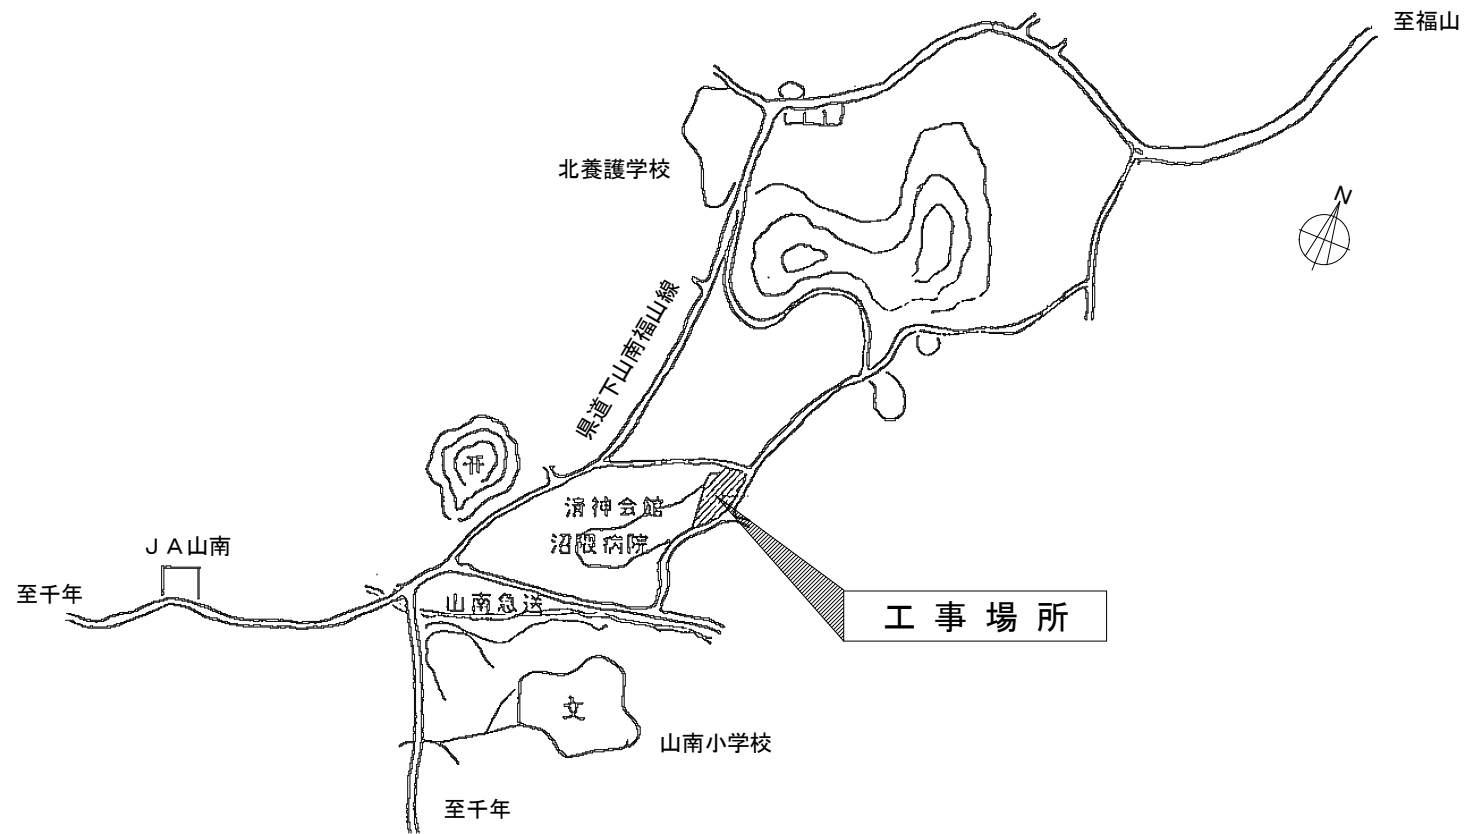 至福山
北養護学校
N
県道下山南福山線
済神会館
沼隈病院
ＪＡ山南
至千年
山南急送
工事場所
文
山南小学校
至千年